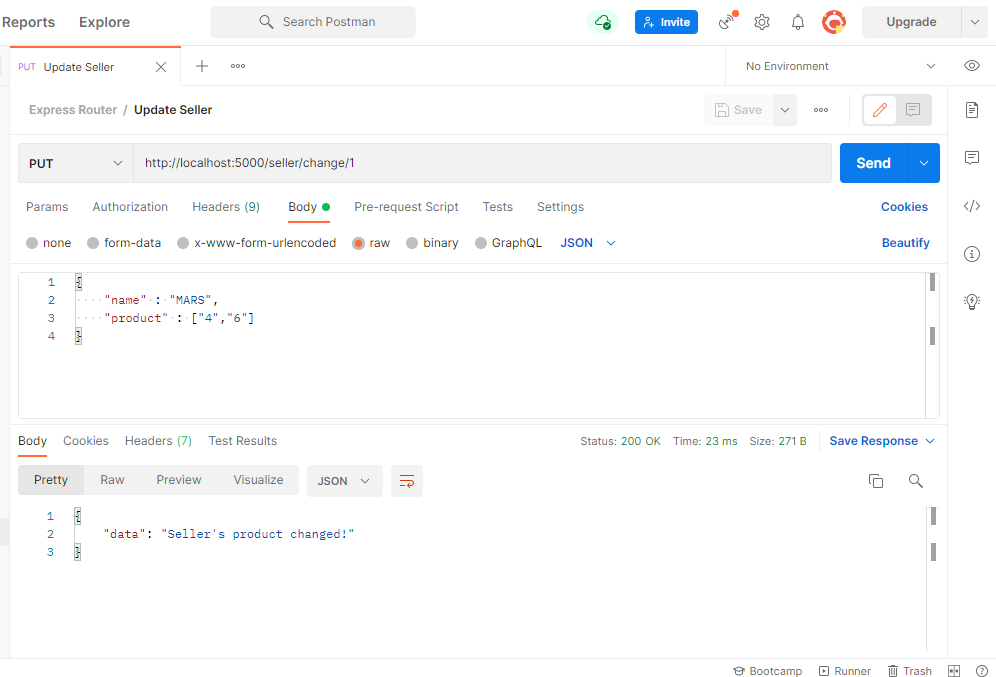 Reports Explore Search Postman Invite Upgrade
PUT Update Seller No Environment
Express Router / Update Seller Save
PUT http://localhost:5000/seller/change/1 Send
Params Authorization Headers (9) Body Pre-request Script Tests Settings Cookies
none form-data x-www-form-urlencoded raw binary GraphQL JSON Beautify
1 {
2 "name" : "MARS",
3 "product" : ["4","6"]
4 }
Body Cookies Headers (7) Test Results Status: 200 OK Time: 23 ms Size: 271 B Save Response
Pretty Raw Preview Visualize JSON
1 {
2 "data": "Seller's product changed!"
3 }
Bootcamp Runner Trash